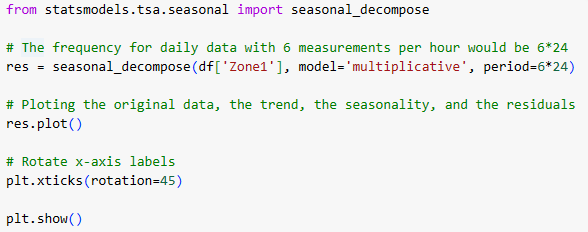 from statsmodels.tsa.seasonal import seasonal_decompose
# The frequency for daily data with 6 measurements per hour would be 6*24
res = seasonal_decompose(df['Zone1'], model='multiplicative', period=6*24)
# Ploting the original data, the trend, the seasonality, and the residuals
res.plot()
# Rotate x-axis labels
plt.xticks(rotation=45)
plt.show()